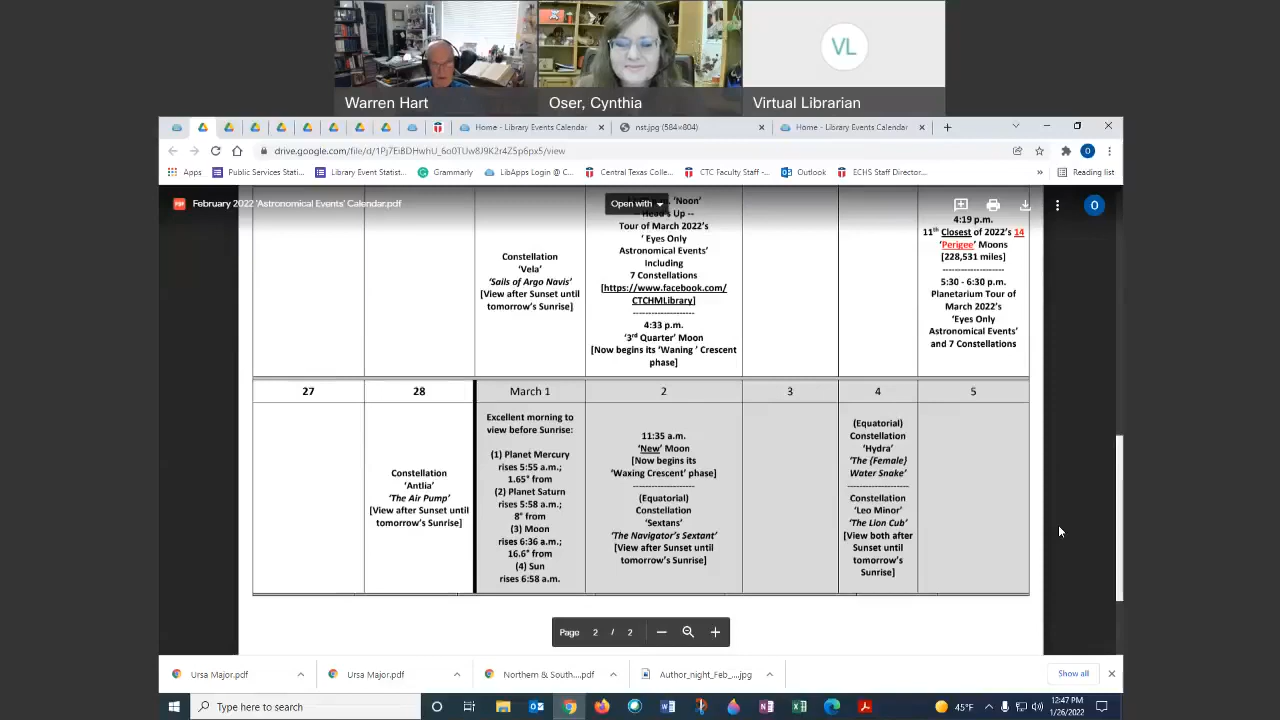 VL
Warren Hart
Oser, Cynthia
Virtual Librarian
Home - Library Events Calendar
nst.jpg (584×804)
Home - Library Events Calendar
drive.google.com/file/d/1Pj7EiBDHwhU_6o0TUw8J9K2r4Z5p6px5/view
Apps
Public Services Stati...
Library Event Statist...
Grammarly
LibApps Login @ C...
Central Texas Colle...
CTC Faculty Staff -...
Outlook
ECHS Staff Director...
»
Reading list
February 2022 'Astronomical Events' Calendar.pdf
Open with
O
O
Constellation
'Vela'
'Sails of Argo Navis'
[View after Sunset until
tomorrow's Sunrise]
'Noon'
-- Head's Up --
Tour of March 2022's
' Eyes Only
Astronomical Events'
Including
7 Constellations
[https://www.facebook.com/
CTCHMLibrary]
--------------------
4:33 p.m.
'3rd Quarter' Moon
[Now begins its 'Waning ' Crescent
phase]
4:19 p.m.
11th Closest of 2022's 14
'Perigee' Moons
[228,531 miles]
--------------------
5:30 - 6:30 p.m.
Planetarium Tour of
March 2022's
'Eyes Only
Astronomical Events'
and 7 Constellations
27
28
March 1
2
3
4
5
Constellation
'Antlia'
'The Air Pump'
[View after Sunset until
tomorrow's Sunrise]
Excellent morning to
view before Sunrise:
(1) Planet Mercury
rises 5:55 a.m.;
1.65° from
(2) Planet Saturn
rises 5:58 a.m.;
8° from
(3) Moon
rises 6:36 a.m.;
16.6° from
(4) Sun
rises 6:58 a.m.
11:35 a.m.
'New' Moon
[Now begins its
'Waxing Crescent' phase]
--------------------
(Equatorial)
Constellation
'Sextans'
'The Navigator's Sextant'
[View after Sunset until
tomorrow's Sunrise]
(Equatorial)
Constellation
'Hydra'
'The {Female}
Water Snake'
--------------------
Constellation
'Leo Minor'
'The Lion Cub'
[View both after
Sunset until
tomorrow's
Sunrise]
Page 2 / 2
Ursa Major.pdf
Ursa Major.pdf
Northern & South....pdf
Author_night_Feb_...jpg
Show all
Type here to search
45°F
12:47 PM
1/26/2022